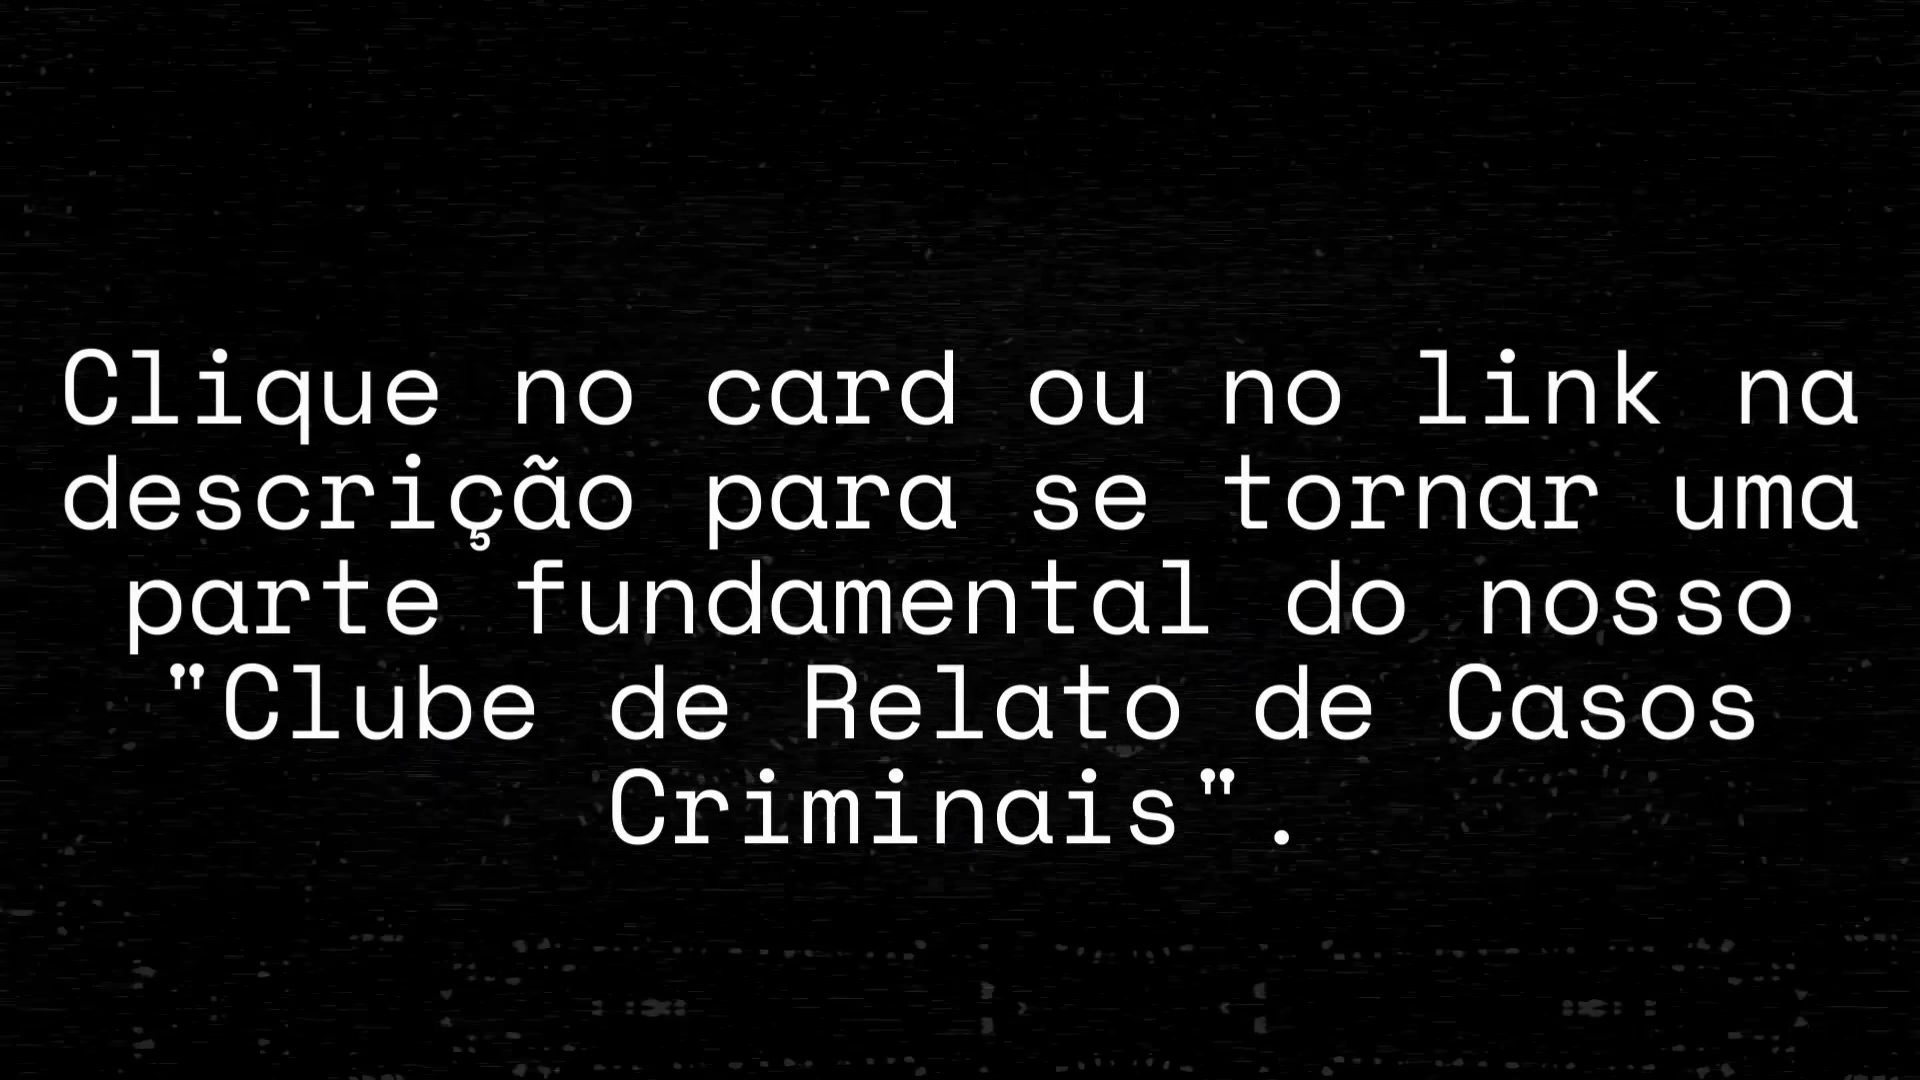 Clique no card ou no link na
descrição para se tornar uma
parte fundamental do nosso
"Clube de Relato de Casos
Criminais".